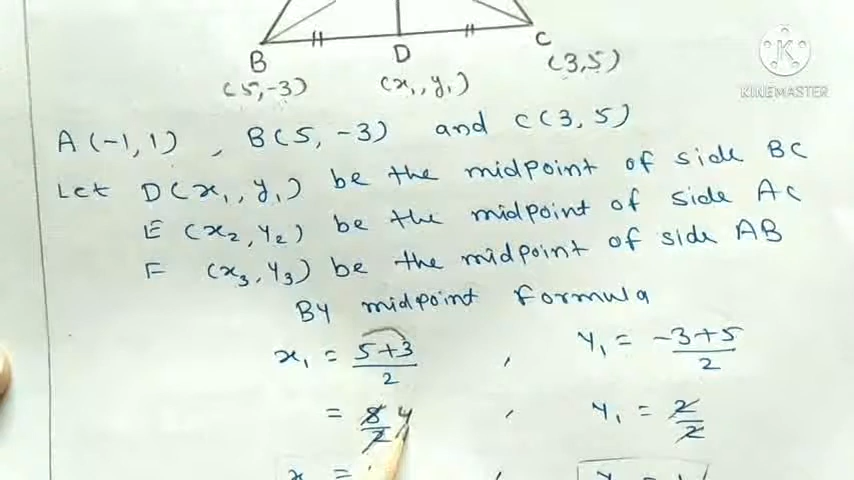 B D C
(5,-3) (x₁, y₁) (3,5)
KINEMASTER
A (-1, 1) , B (5, -3) and C (3, 5)
Let D(x₁, y₁) be the midpoint of side BC
E (x₂, y₂) be the midpoint of side AC
F (x₃, y₃) be the midpoint of side AB
By midpoint formula
x₁ = 5+3/2 , y₁ = -3+5/2
= 8/2 4 , y₁ = 2/2